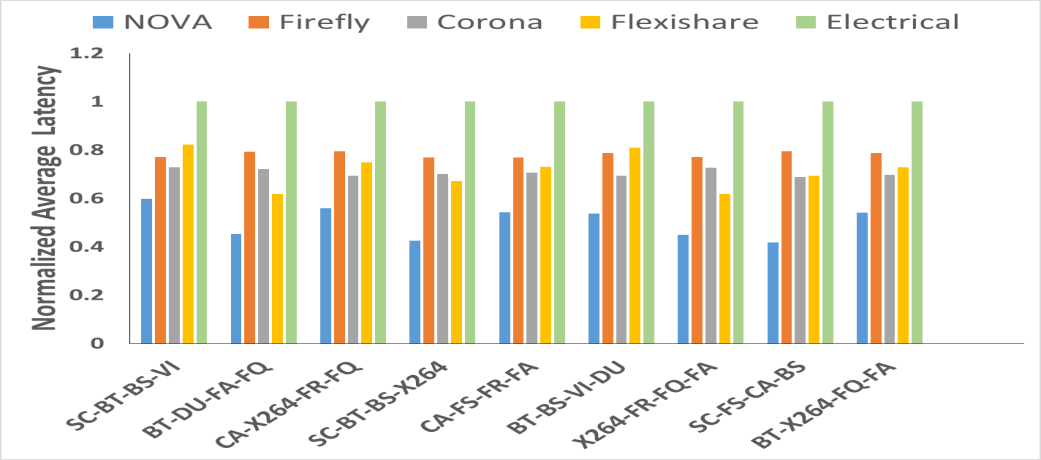 NOVA Firefly Corona Flexishare Electrical
Normalized Average Latency
1.2
1
0.8
0.6
0.4
0.2
0
SC-BT-BS-VI
BT-DU-FA-FQ
CA-X264-FR-FQ
SC-BT-BS-X264
CA-FS-FR-FA
BT-BS-VI-DU
X264-FR-FQ-FA
SC-FS-CA-BS
BT-X264-FQ-FA